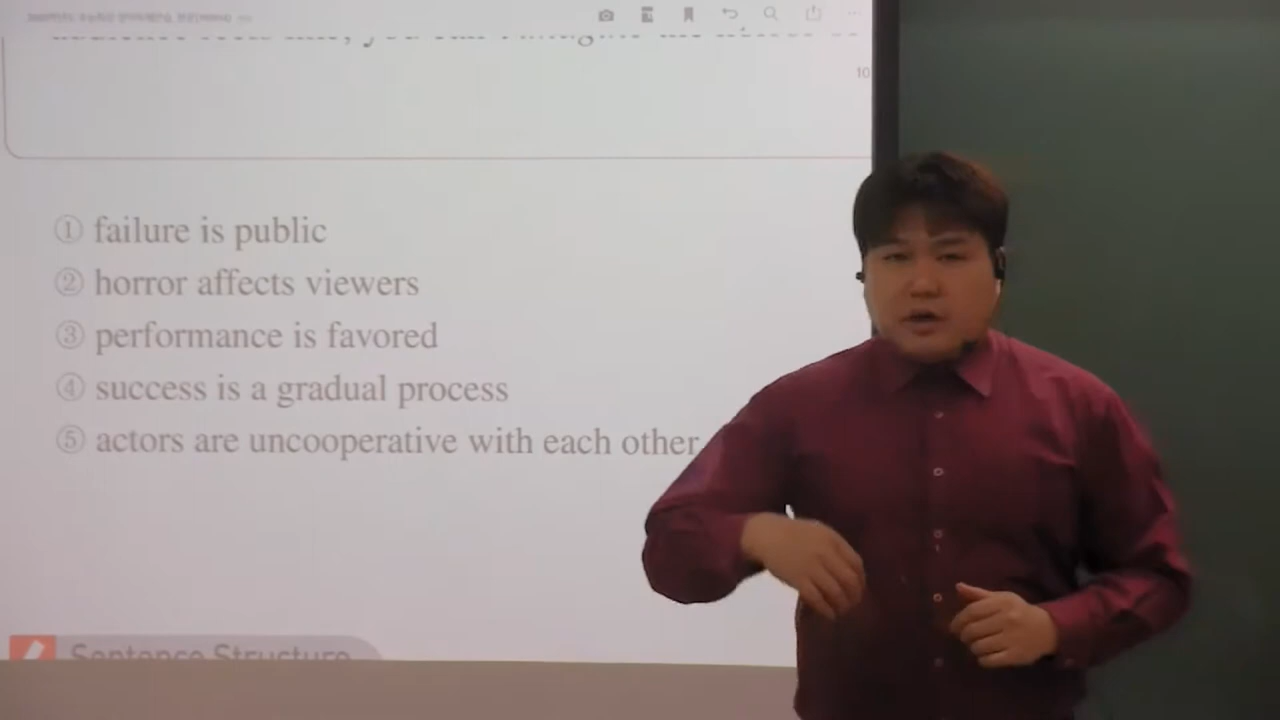 10
① failure is public
② horror affects viewers
③ performance is favored
④ success is a gradual process
⑤ actors are uncooperative with each other
Sentence Structure